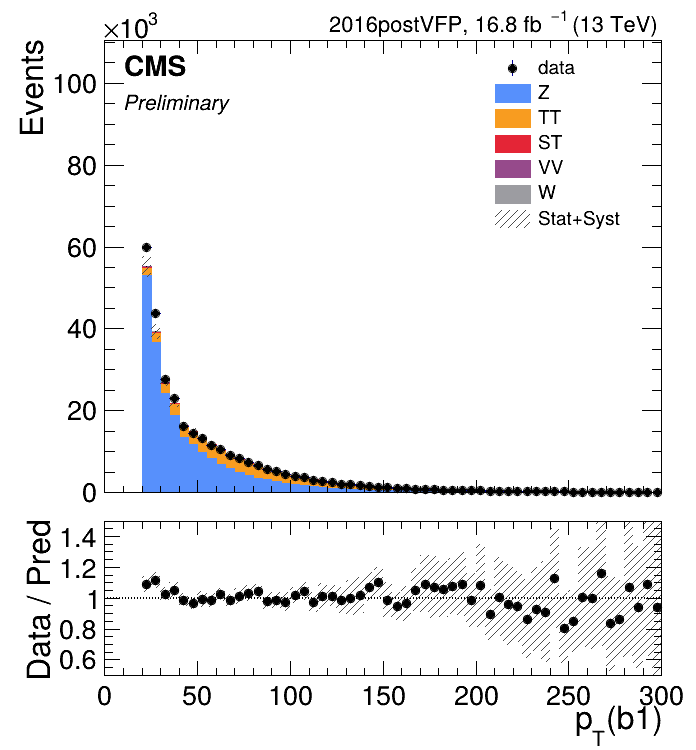 ×10³
2016postVFP, 16.8 fb⁻¹ (13 TeV)
CMS
Preliminary
Events
100
80
60
40
20
0
data
Z
TT
ST
VV
W
Stat+Syst
Data / Pred
1.4
1.2
1
0.8
0.6
0 50 100 150 200 250 300
p_T(b1)